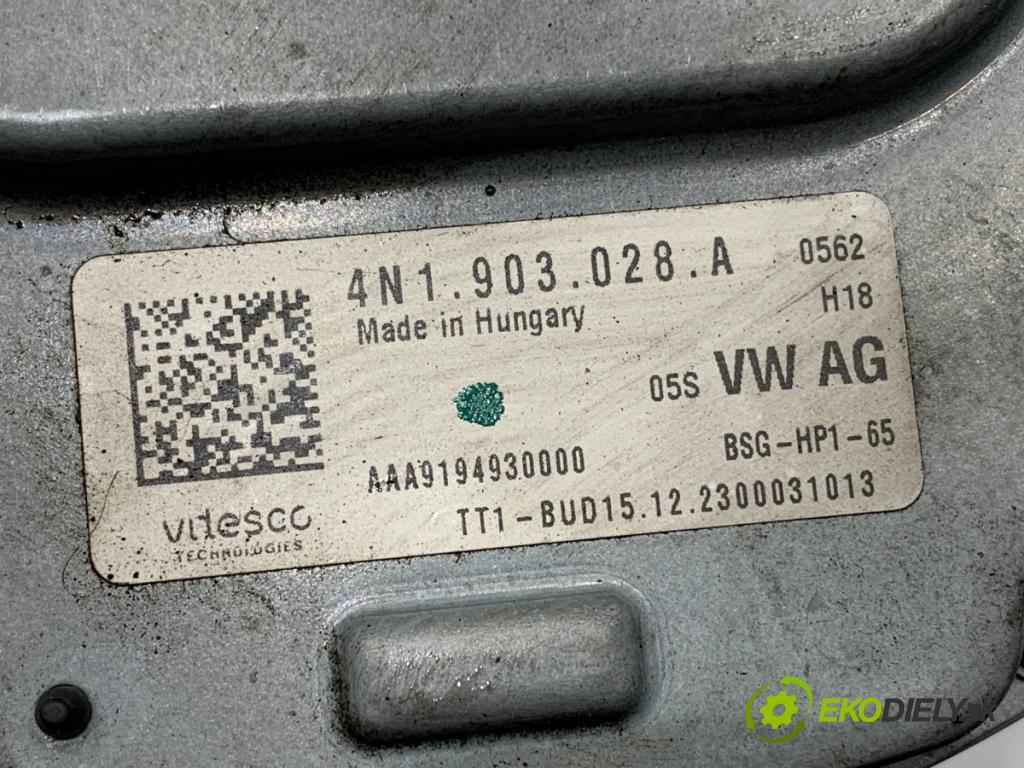 4N1.903.028.A 0562
Made in Hungary H18
05S VW AG
AAA9194930000 BSG-HP1-65
vitesco
TECHNOLOGIES
TT1-BUD15.12.2300031013
EKODIELY